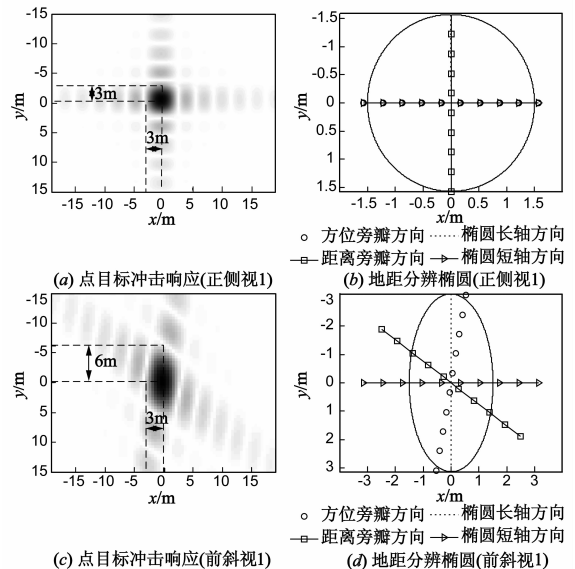 -15
-10
-5
0
5
10
15
y/m
3m
3m
-15 -10 -5 0 5 10 15
x/m
-1.5
-1
-0.5
0
0.5
1
1.5
y/m
-1.5 -1 -0.5 0 0.5 1 1.5
x/m
方位旁瓣方向 椭圆长轴方向
距离旁瓣方向 椭圆短轴方向
(a) 点目标冲击响应(正侧视1)
(b) 地距分辨椭圆(正侧视1)
-15
-10
-5
0
5
10
15
y/m
6m
3m
-15 -10 -5 0 5 10 15
x/m
-3
-2
-1
0
1
2
3
y/m
-4 -3 -2 -1 0 1 2 3 4
x/m
方位旁瓣方向 椭圆长轴方向
距离旁瓣方向 椭圆短轴方向
(c) 点目标冲击响应(前斜视1)
(d) 地距分辨椭圆(前斜视1)